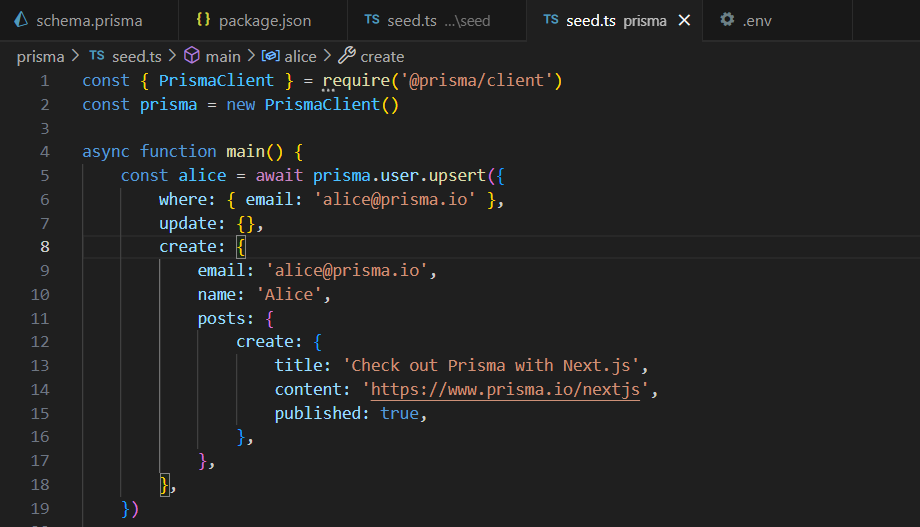 schema.prisma {} package.json TS seed.ts ...\seed TS seed.ts prisma .env
prisma > TS seed.ts > main > alice > create
1 const { PrismaClient } = require('@prisma/client')
2 const prisma = new PrismaClient()
3
4 async function main() {
5 const alice = await prisma.user.upsert({
6 where: { email: 'alice@prisma.io' },
7 update: {},
8 create: {
9 email: 'alice@prisma.io',
10 name: 'Alice',
11 posts: {
12 create: {
13 title: 'Check out Prisma with Next.js',
14 content: 'https://www.prisma.io/nextjs',
15 published: true,
16 },
17 },
18 },
19 })